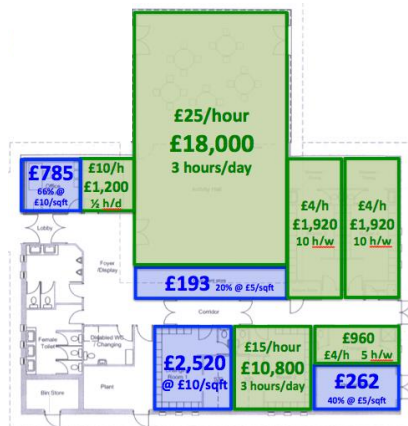 £25/hour
£18,000
3 hours/day
£785
66% @
£10/sqft
Office
£10/h
£1,200
½ h/d
£4/h
£1,920
10 h/w
£4/h
£1,920
10 h/w
Lobby
Foyer
/Display
£193 20% @ £5/sqft
Corridor
Female
Toilet
Disabled WC
/ Changing
£2,520
@ £10/sqft
£15/hour
£10,800
3 hours/day
£960
£4/h 5 h/w
£262
40% @ £5/sqft
Bin Store
Plant